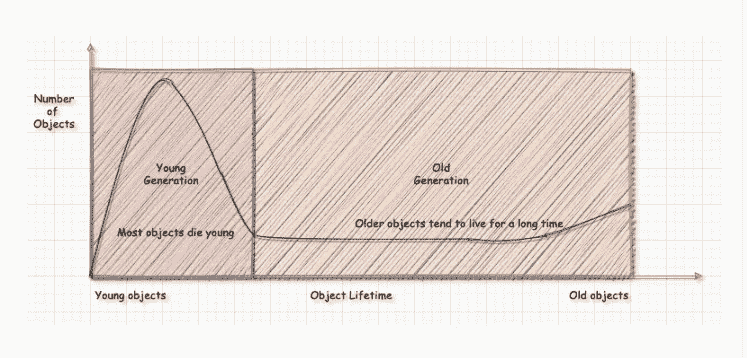 Number
of
Objects
Young
Generation
Old
Generation
Most objects die young
Older objects tend to live for a long time
Young objects
Object Lifetime
Old objects